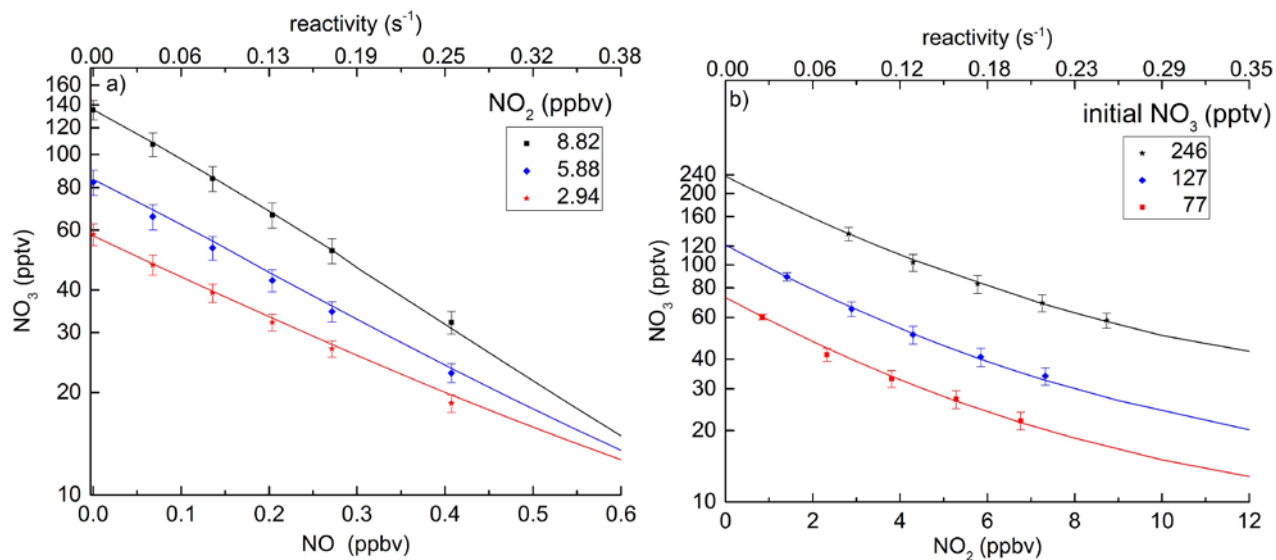 reactivity (s⁻¹)
0.00 0.06 0.13 0.19 0.25 0.32 0.38
a)
NO₂ (ppbv)
8.82
5.88
2.94
160
140
120
100
80
60
40
30
20
10
NO₃ (pptv)
0.0 0.1 0.2 0.3 0.4 0.5 0.6
NO (ppbv)
reactivity (s⁻¹)
0.00 0.06 0.13 0.18 0.23 0.29 0.35
b)
initial NO₃ (pptv)
246
127
77
240
200
160
120
80
60
40
30
20
10
NO₃ (pptv)
0 2 4 6 8 10 12
NO₂ (ppbv)